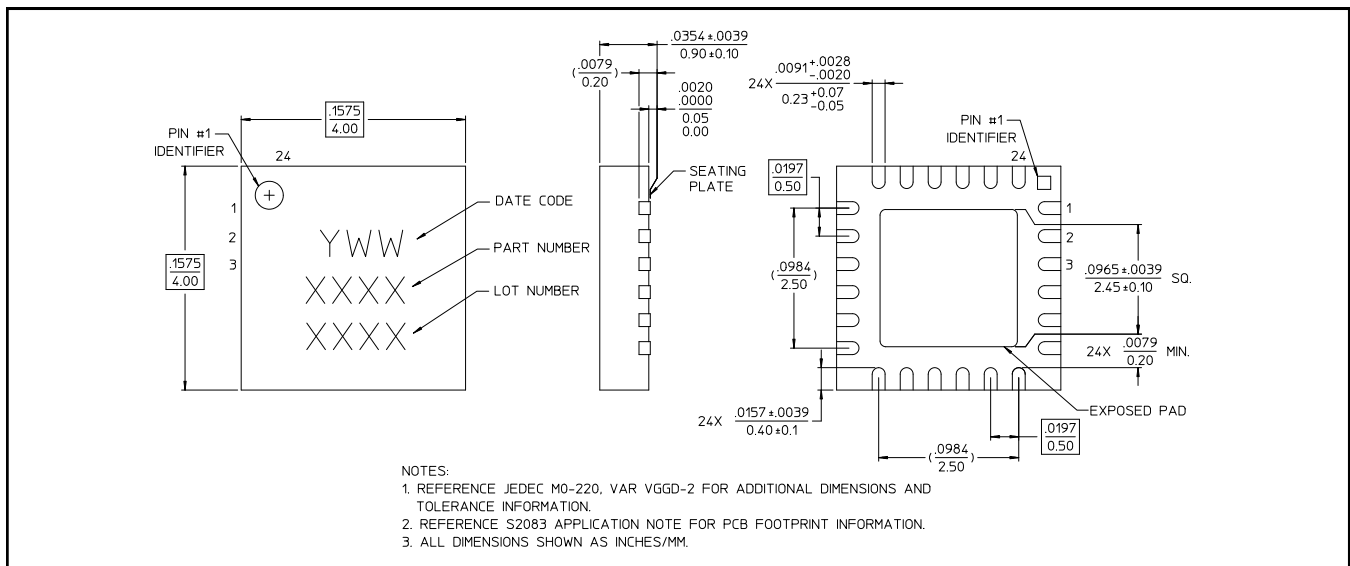 PIN #1
IDENTIFIER
24
.1575
4.00
.1575
4.00
1
2
3
DATE CODE
YWW
PART NUMBER
XXXX
LOT NUMBER
XXXX
.0354±.0039
0.90±0.10
(.0079
0.20)
.0020
.0000
0.05
0.00
SEATING
PLATE
24X .0091 +.0028
-.0020
0.23 +0.07
-0.05
PIN #1
IDENTIFIER
24
.0197
0.50
1
2
3
(.0984
2.50)
.0965±.0039
2.45±0.10 SQ.
24X .0079
0.20 MIN.
EXPOSED PAD
24X .0157±.0039
0.40±0.1
(.0984
2.50)
.0197
0.50
NOTES:
1. REFERENCE JEDEC MO-220, VAR VGGD-2 FOR ADDITIONAL DIMENSIONS AND
TOLERANCE INFORMATION.
2. REFERENCE S2083 APPLICATION NOTE FOR PCB FOOTPRINT INFORMATION.
3. ALL DIMENSIONS SHOWN AS INCHES/MM.